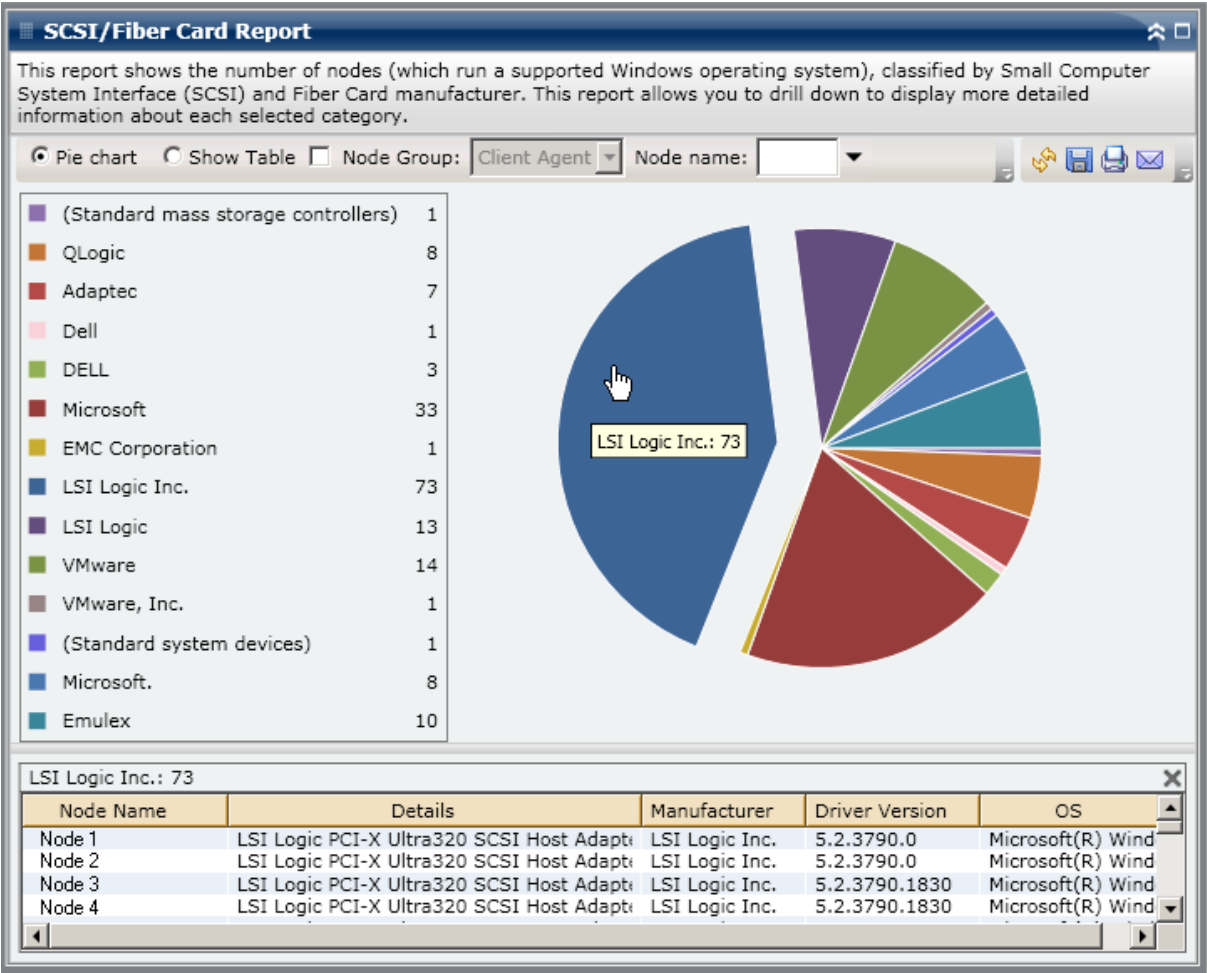 SCSI/Fiber Card Report
This report shows the number of nodes (which run a supported Windows operating system), classified by Small Computer
System Interface (SCSI) and Fiber Card manufacturer. This report allows you to drill down to display more detailed
information about each selected category.
Pie chart Show Table Node Group: Client Agent Node name:
(Standard mass storage controllers) 1
QLogic 8
Adaptec 7
Dell 1
DELL 3
Microsoft 33
EMC Corporation 1
LSI Logic Inc. 73
LSI Logic 13
VMware 14
VMware, Inc. 1
(Standard system devices) 1
Microsoft. 8
Emulex 10
LSI Logic Inc.: 73
LSI Logic Inc.: 73
Node Name Details Manufacturer Driver Version OS
Node 1 LSI Logic PCI-X Ultra320 SCSI Host Adapte LSI Logic Inc. 5.2.3790.0 Microsoft(R) Wind
Node 2 LSI Logic PCI-X Ultra320 SCSI Host Adapte LSI Logic Inc. 5.2.3790.0 Microsoft(R) Wind
Node 3 LSI Logic PCI-X Ultra320 SCSI Host Adapte LSI Logic Inc. 5.2.3790.1830 Microsoft(R) Wind
Node 4 LSI Logic PCI-X Ultra320 SCSI Host Adapte LSI Logic Inc. 5.2.3790.1830 Microsoft(R) Wind